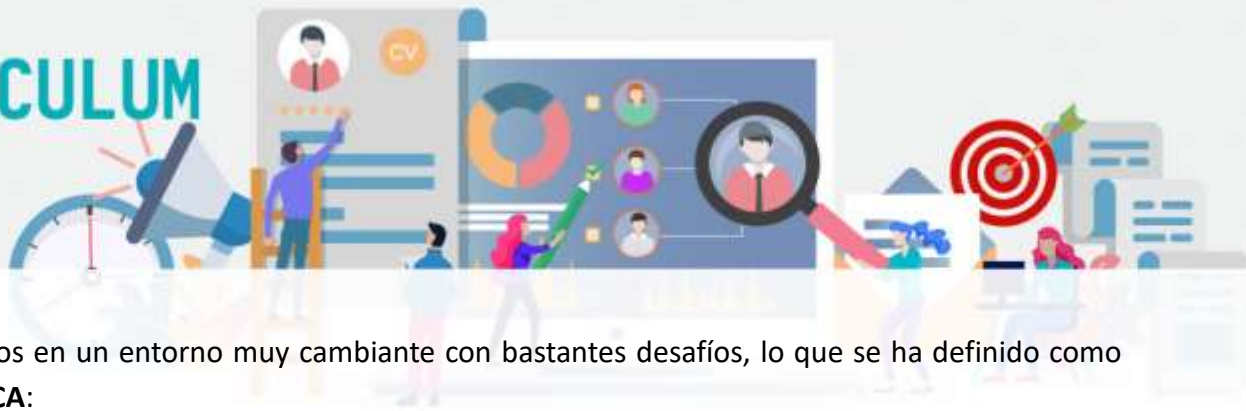 CULUM
CV
os en un entorno muy cambiante con bastantes desafíos, lo que se ha definido como
CA: